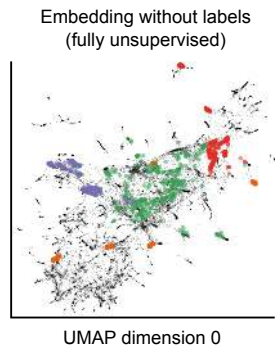 Embedding without labels
(fully unsupervised)
UMAP dimension 0